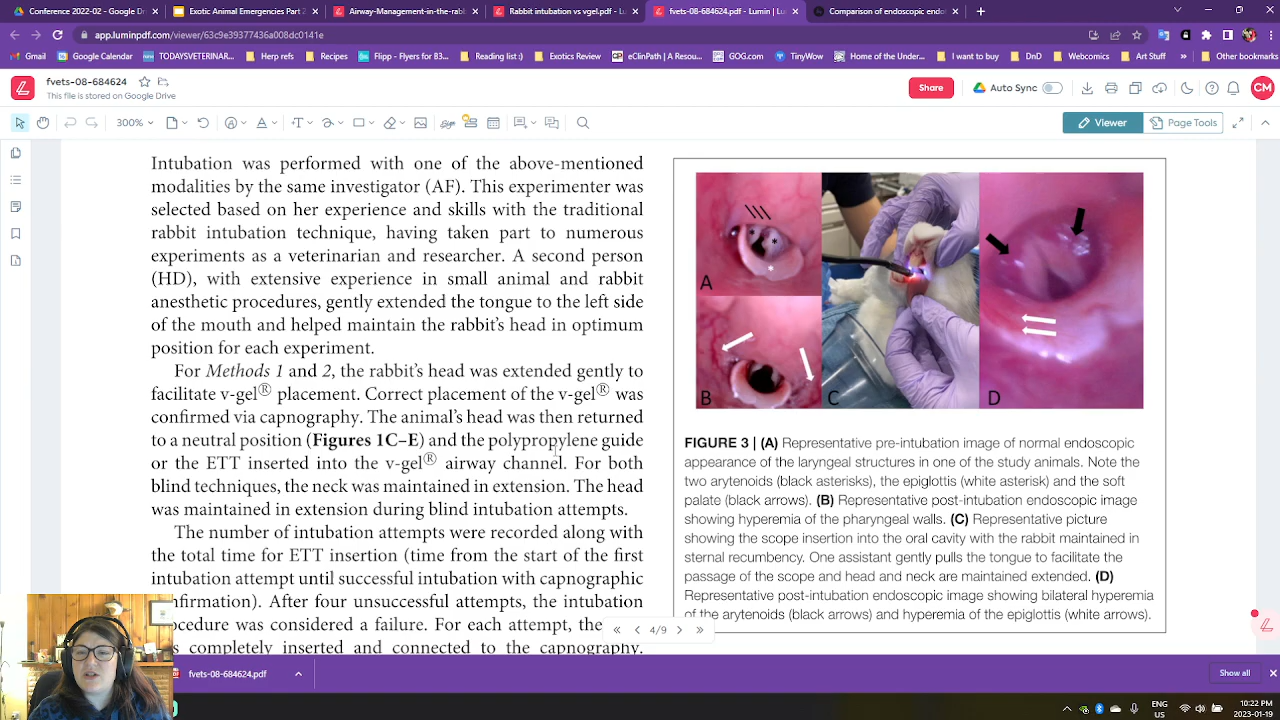 Exotic Anemia 2022-02 -
Exotic Anemia Emergencies Part 2
Airway-Management-in-the-rab
Rabbit intubation vs vgel.pdf - Lu
fvets-08-684624.pdf - Lumin | Lu
Comparison of Comparison endos
app.luminpdf.com/viewer/63c9e39377436a008dc0141e
Gmail
Google Calendar
TODAYSVETERINAR...
Herp refs
Recipes
Flipp - Flyers for B3...
Reading list :)
Exotics Review
eClinPath | A Resou...
GOG.com
TinyWow
Home of the Under...
I want to buy
DnD
Webcomics
Art Stuff
»
Other bookmarks
fvets-08-684624
This file is stored on Google Drive
Share
Auto Sync
CM
300%
Viewer
Page Tools
Intubation was performed with one of the above-mentioned
modalities by the same investigator (AF). This experimenter was
selected based on her experience and skills with the traditional
rabbit intubation technique, having taken part to numerous
experiments as a veterinarian and researcher. A second person
(HD), with extensive experience in small animal and rabbit
anesthetic procedures, gently extended the tongue to the left side
of the mouth and helped maintain the rabbit's head in optimum
position for each experiment.
For Methods 1 and 2, the rabbit's head was extended gently to
facilitate v-gel® placement. Correct placement of the v-gel® was
confirmed via capnography. The animal's head was then returned
to a neutral position (Figures 1C–E) and the polypropylene guide
or the ETT inserted into the v-gel® airway channel. For both
blind techniques, the neck was maintained in extension. The head
was maintained in extension during blind intubation attempts.
The number of intubation attempts were recorded along with
the total time for ETT insertion (time from the start of the first
intubation attempt until successful intubation with capnographic
nfirmation). After four unsuccessful attempts, the intubation
ocedure was considered a failure. For each attempt, the
s completely inserted and connected to the capnography.
A
B
C
D
FIGURE 3 | (A) Representative pre-intubation image of normal endoscopic
appearance of the laryngeal structures in one of the study animals. Note the
two arytenoids (black asterisks), the epiglottis (white asterisk) and the soft
palate (black arrows). (B) Representative post-intubation endoscopic image
showing hyperemia of the pharyngeal walls. (C) Representative picture
showing the scope insertion into the oral cavity with the rabbit maintained in
sternal recumbency. One assistant gently pulls the tongue to facilitate the
passage of the scope and head and neck are maintained extended. (D)
Representative post-intubation endoscopic image showing bilateral hyperemia
of the arytenoids (black arrows) and hyperemia of the epiglottis (white arrows).
4/9
fvets-08-684624.pdf
Show all
ENG
US
10:22 PM
2023-01-19